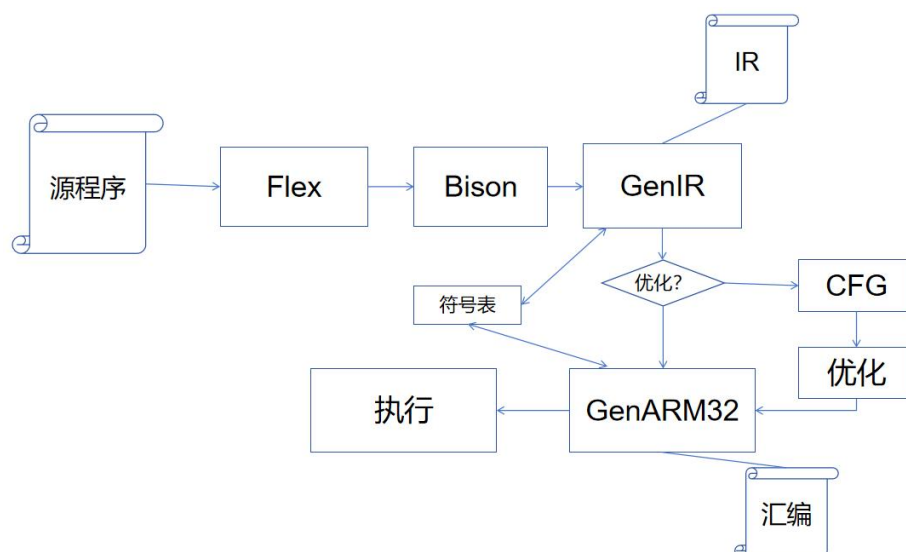 IR
源程序
Flex
Bison
GenIR
优化?
CFG
符号表
优化
执行
GenARM32
汇编